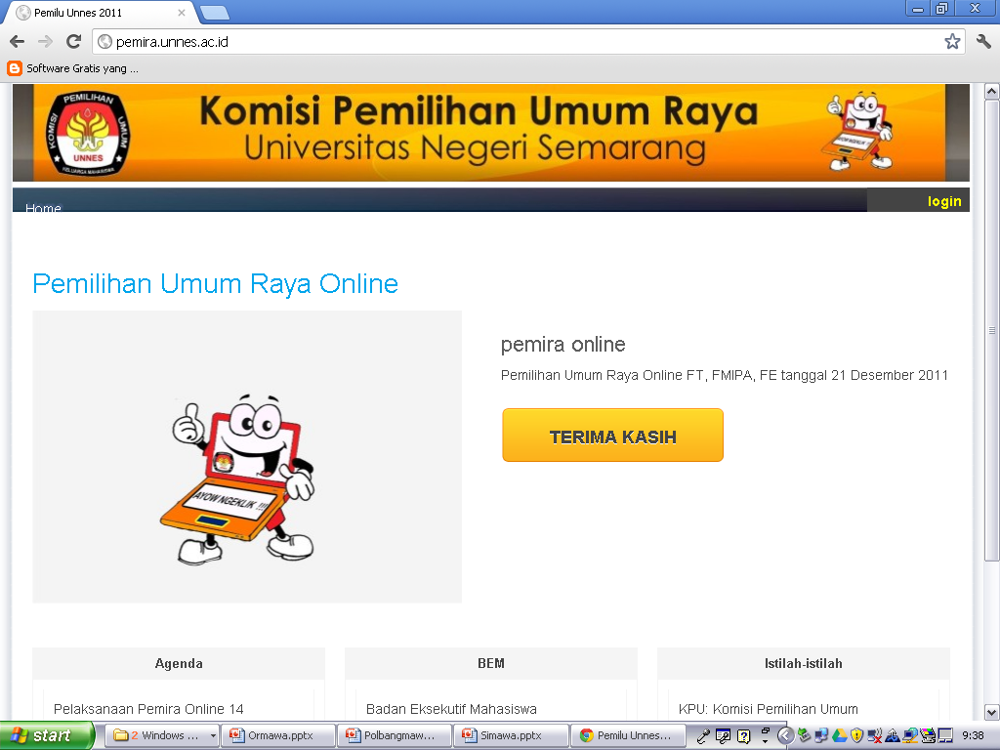 Pemilu Unnes 2011
pemira.unnes.ac.id
Software Gratis yang ...
PEMILIHAN
KOMISI
UMUM
UNNES
KELUARGA MAHASISWA
Komisi Pemilihan Umum Raya
Universitas Negeri Semarang
AYOW NGEKLIK
Home
login
Pemilihan Umum Raya Online
pemira online
Pemilihan Umum Raya Online FT, FMIPA, FE tanggal 21 Desember 2011
TERIMA KASIH
AYOW NGEKLIK !!!
Agenda
BEM
Istilah-istilah
Pelaksanaan Pemira Online 14
Badan Eksekutif Mahasiswa
KPU: Komisi Pemilihan Umum
start
2 Windows ...
Ormawa.pptx
Polbangmaw...
Simawa.pptx
Pemilu Unnes...
9:38